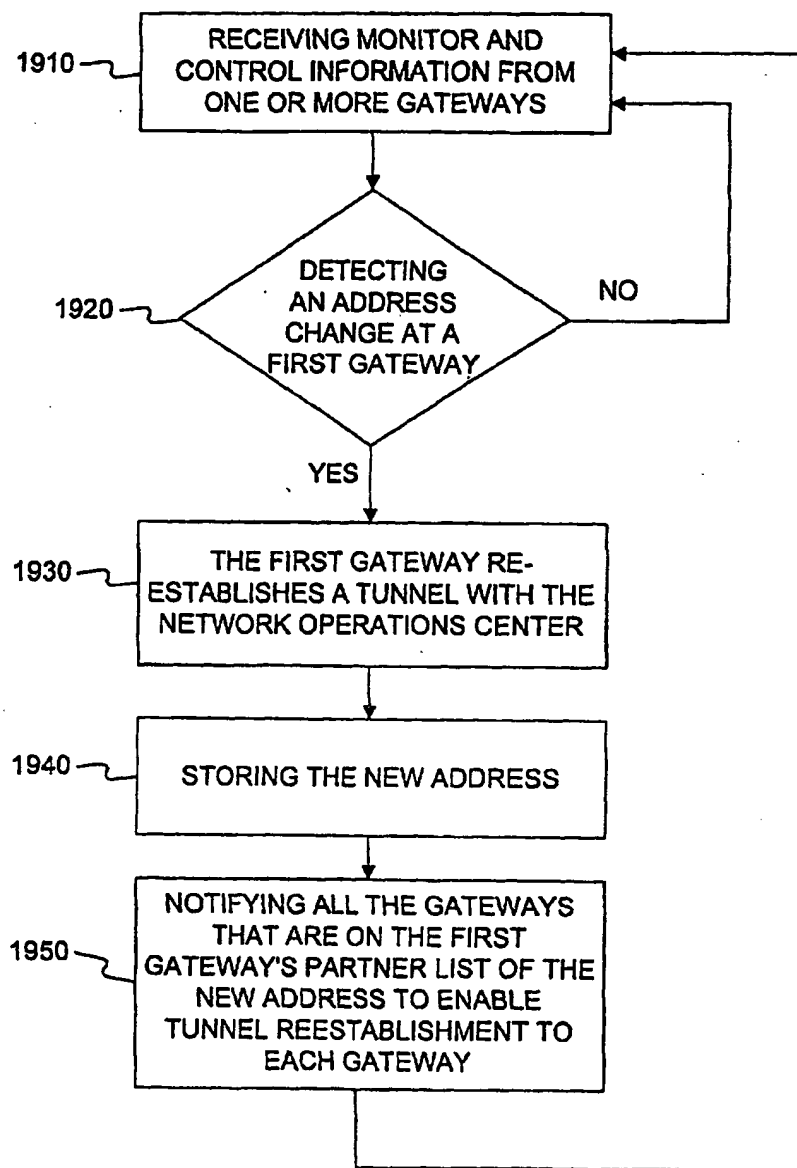 1910
RECEIVING MONITOR AND
CONTROL INFORMATION FROM
ONE OR MORE GATEWAYS
1920
DETECTING
AN ADDRESS
CHANGE AT A
FIRST GATEWAY
NO
YES
1930
THE FIRST GATEWAY RE-
ESTABLISHES A TUNNEL WITH THE
NETWORK OPERATIONS CENTER
1940
STORING THE NEW ADDRESS
1950
NOTIFYING ALL THE GATEWAYS
THAT ARE ON THE FIRST
GATEWAY'S PARTNER LIST OF THE
NEW ADDRESS TO ENABLE
TUNNEL REESTABLISHMENT TO
EACH GATEWAY